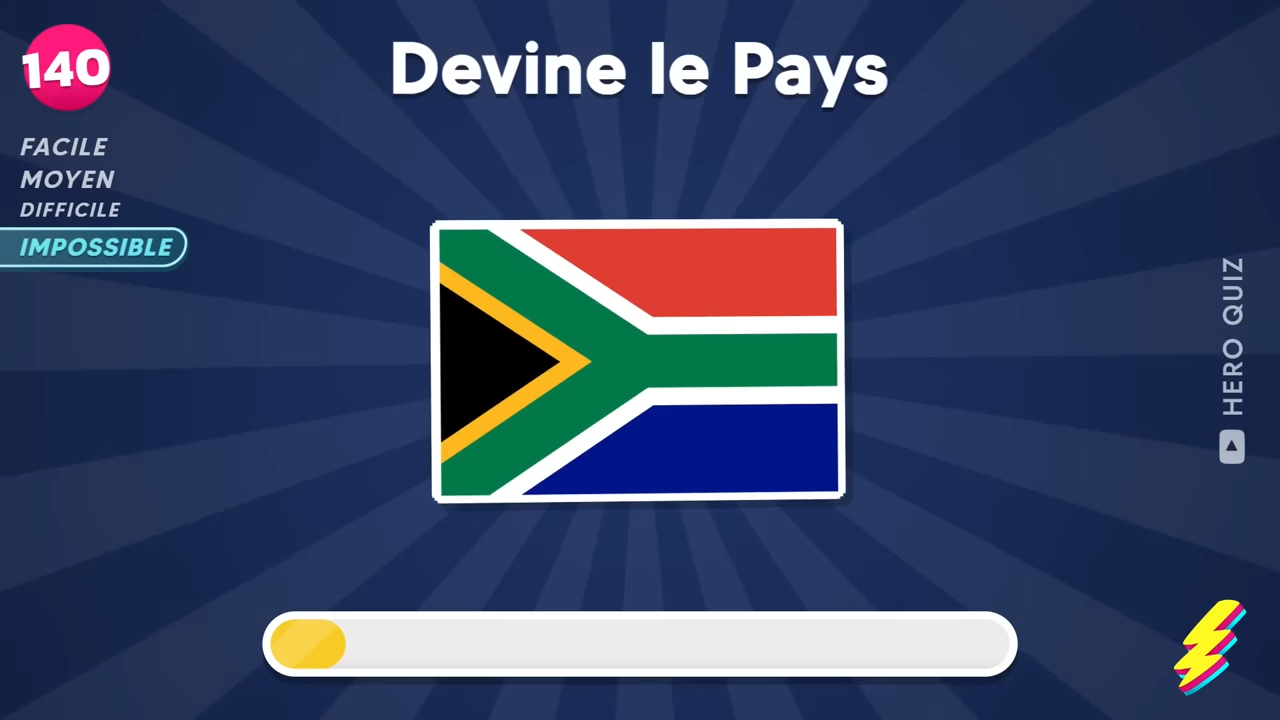 140
Devine le Pays
FACILE
MOYEN
DIFFICILE
IMPOSSIBLE
HERO QUIZ